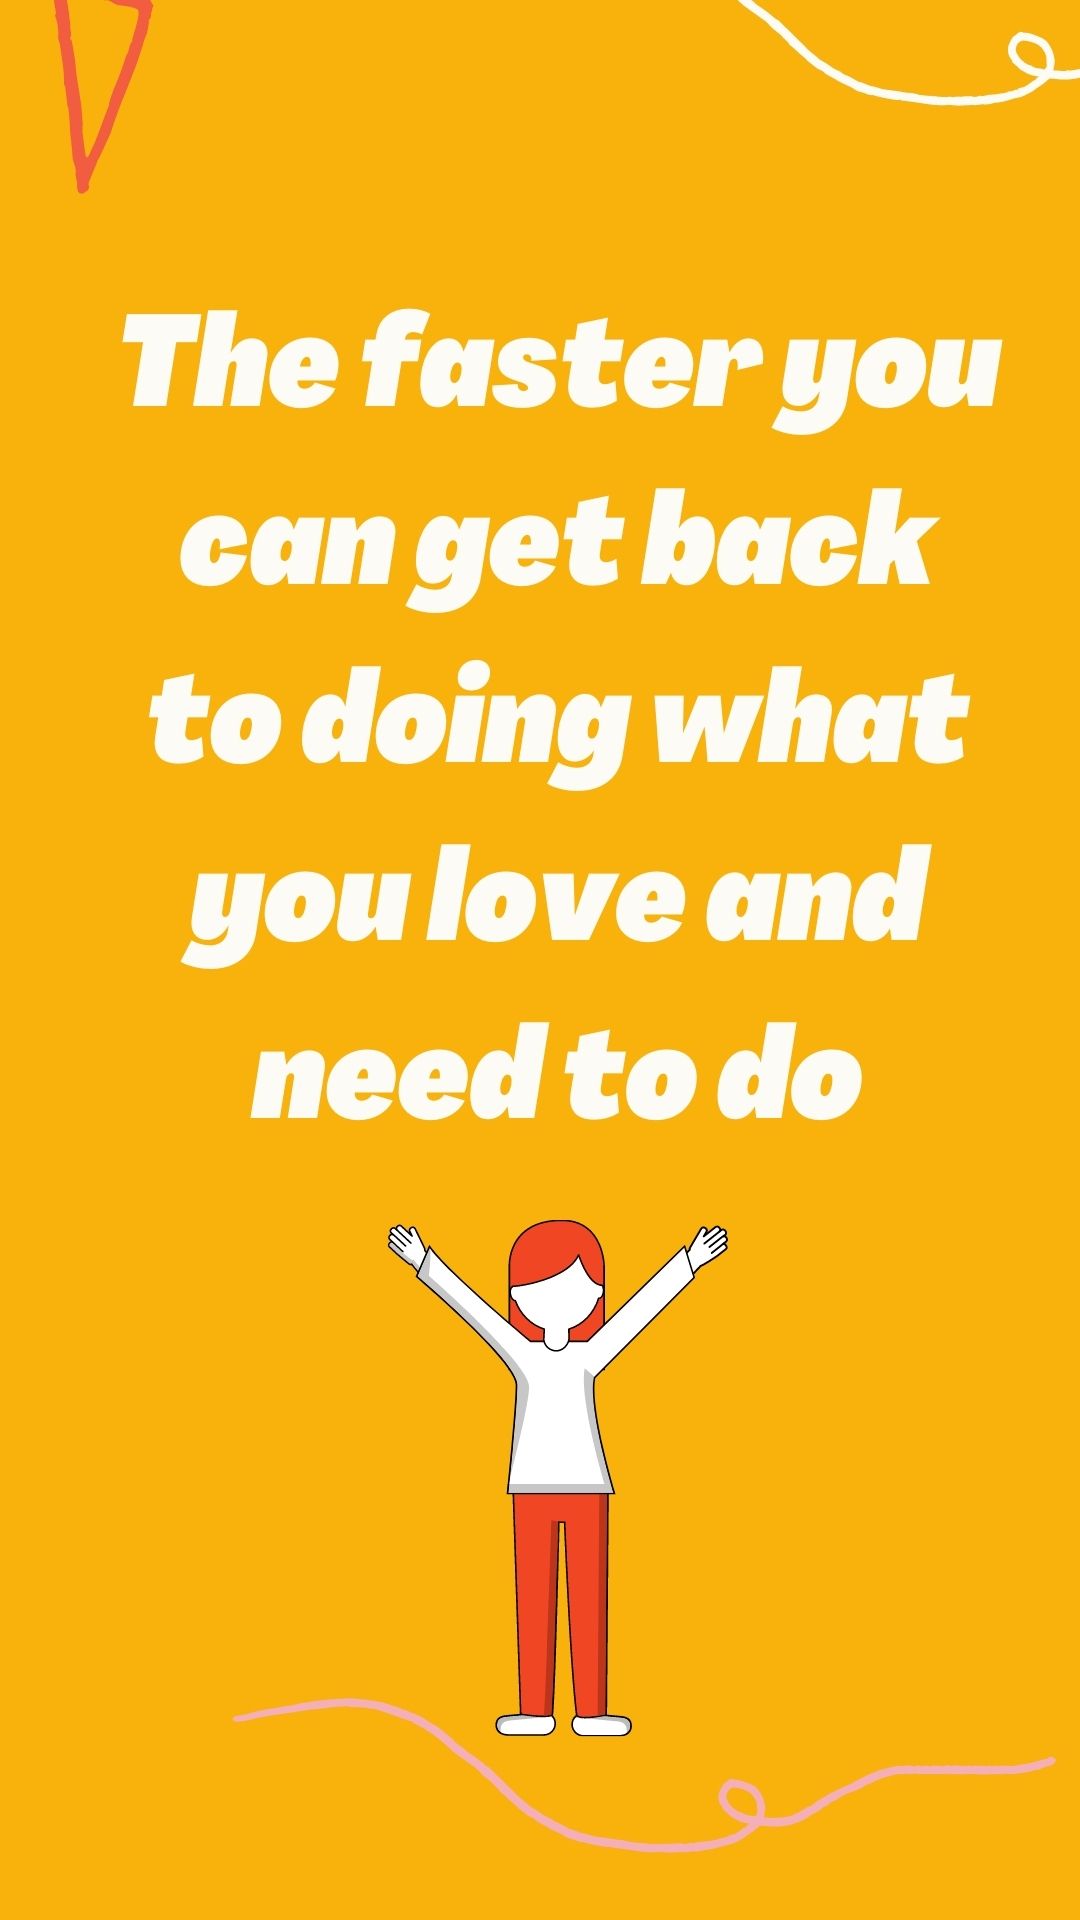 The faster you
can get back
to doing what
you love and
need to do